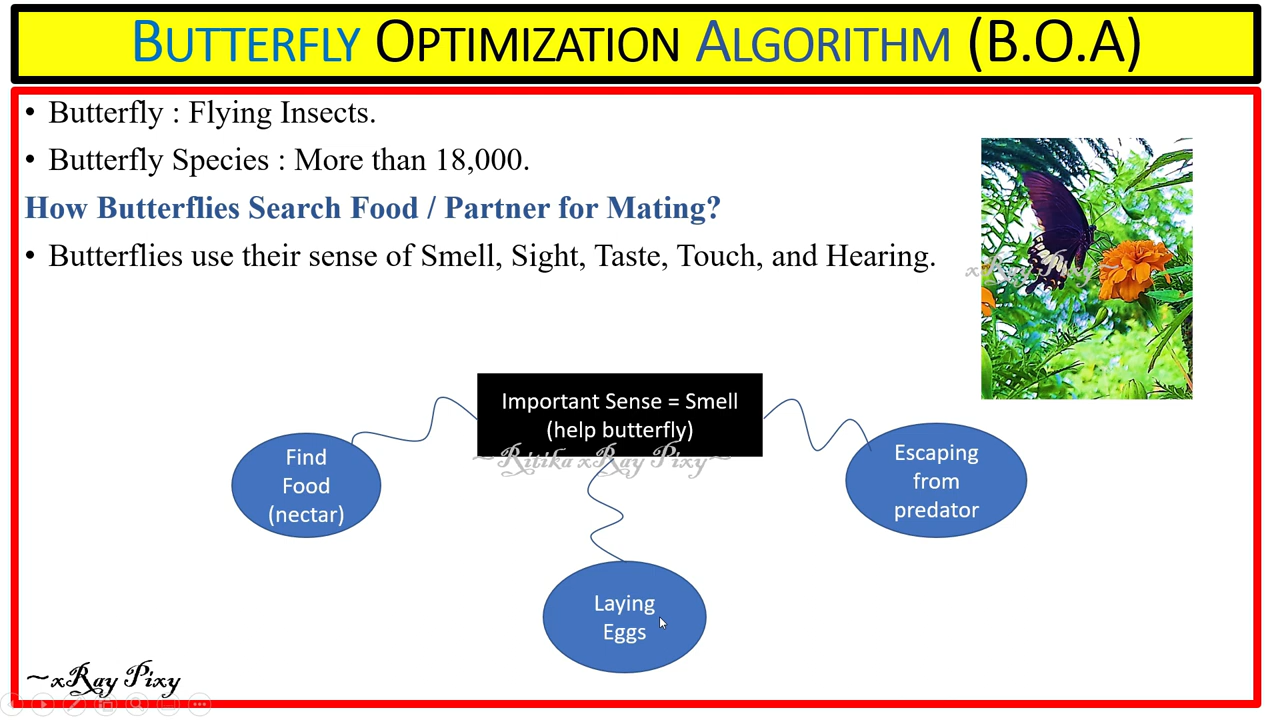 BUTTERFLY OPTIMIZATION ALGORITHM (B.O.A)
• Butterfly : Flying Insects.
• Butterfly Species : More than 18,000.
How Butterflies Search Food / Partner for Mating?
• Butterflies use their sense of Smell, Sight, Taste, Touch, and Hearing.
xRay Pixy~
Important Sense = Smell
(help butterfly)
~Ritika xRay Pixy~
Find
Food
(nectar)
Escaping
from
predator
Laying
Eggs
~xRay Pixy